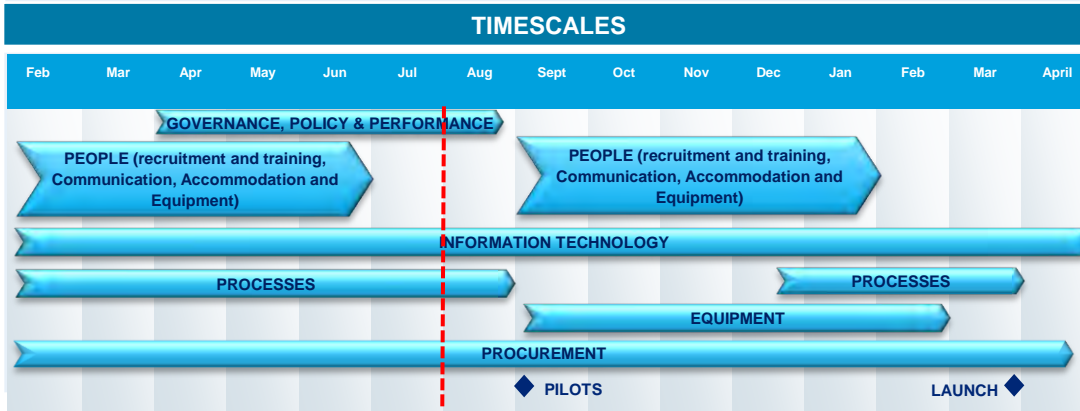 TIMESCALES
Feb Mar Apr May Jun Jul Aug Sept Oct Nov Dec Jan Feb Mar April
GOVERNANCE, POLICY & PERFORMANCE
PEOPLE (recruitment and training,
Communication, Accommodation and
Equipment)
PEOPLE (recruitment and training,
Communication, Accommodation and
Equipment)
INFORMATION TECHNOLOGY
PROCESSES
PROCESSES
EQUIPMENT
PROCUREMENT
PILOTS
LAUNCH